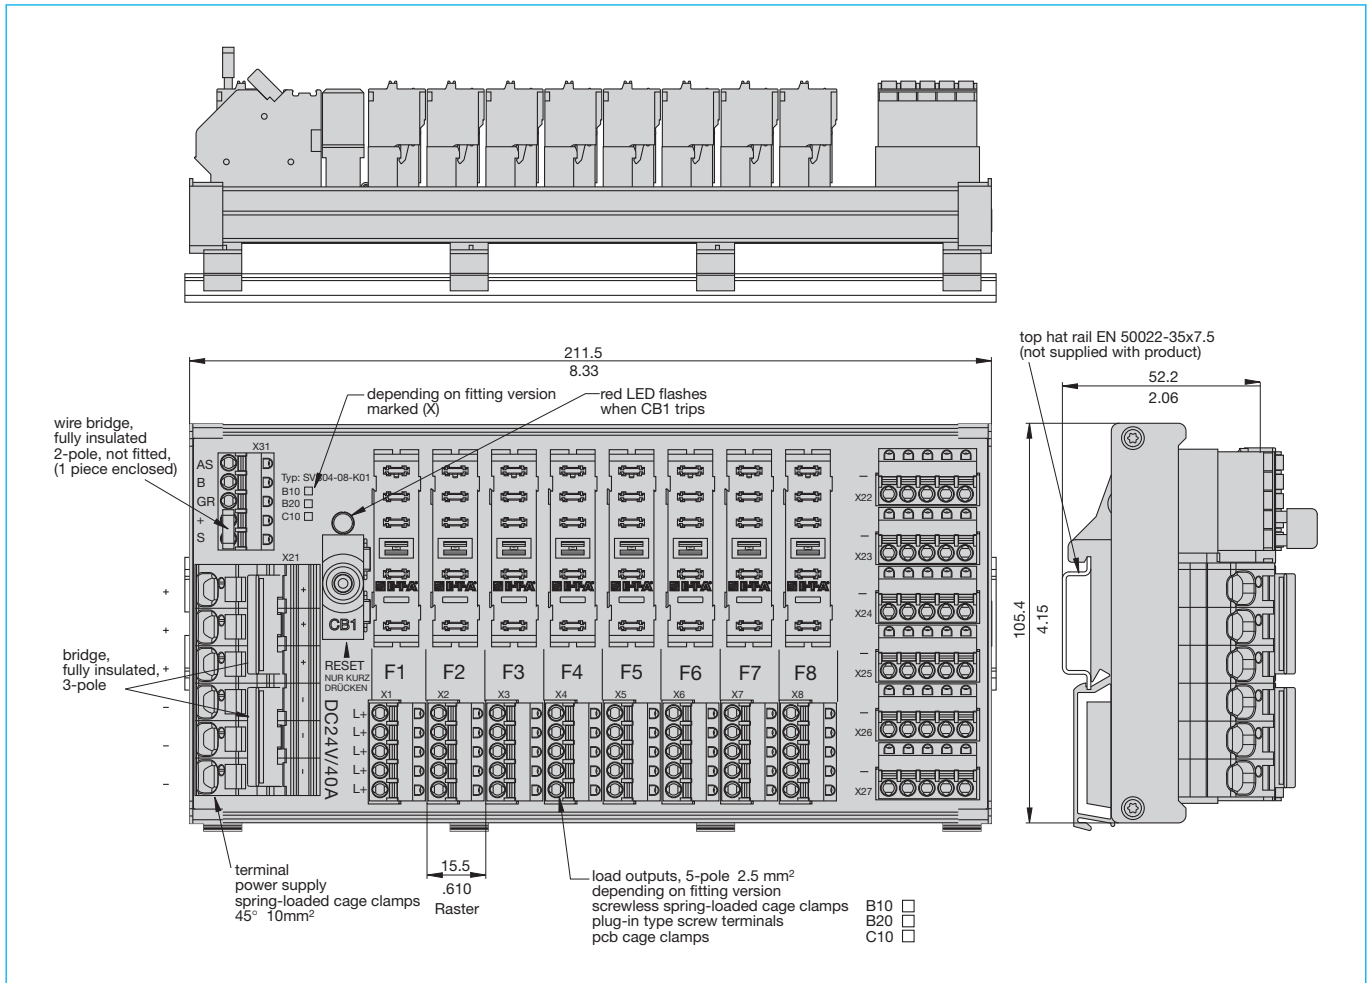 top hat rail EN 50022-35x7.5
(not supplied with product)
211.5
8.33
52.2
2.06
depending on fitting version
marked (X)
red LED flashes
when CB1 trips
wire bridge,
fully insulated
2-pole, not fitted,
(1 piece enclosed)
X31
AS
B
GR
+
S
Typ: SVS04-08-K01
B10
B20
C10
X21
+
+
+
−
−
−
+
+
+
−
−
−
bridge,
fully insulated,
3-pole
CB1
RESET
NUR KURZ
DRÜCKEN
DC24V/40A
E-T-A E-T-A E-T-A E-T-A E-T-A E-T-A E-T-A E-T-A
F1 F2 F3 F4 F5 F6 F7 F8
X1 X2 X3 X4 X5 X6 X7 X8
L+
L+
L+
L+
L+
−
X22
−
X23
−
X24
−
X25
−
X26
−
X27
105.4
4.15
terminal
power supply
spring-loaded cage clamps
45° 10mm²
15.5
.610
Raster
load outputs, 5-pole 2.5 mm²
depending on fitting version
screwless spring-loaded cage clamps B10
plug-in type screw terminals B20
pcb cage clamps C10